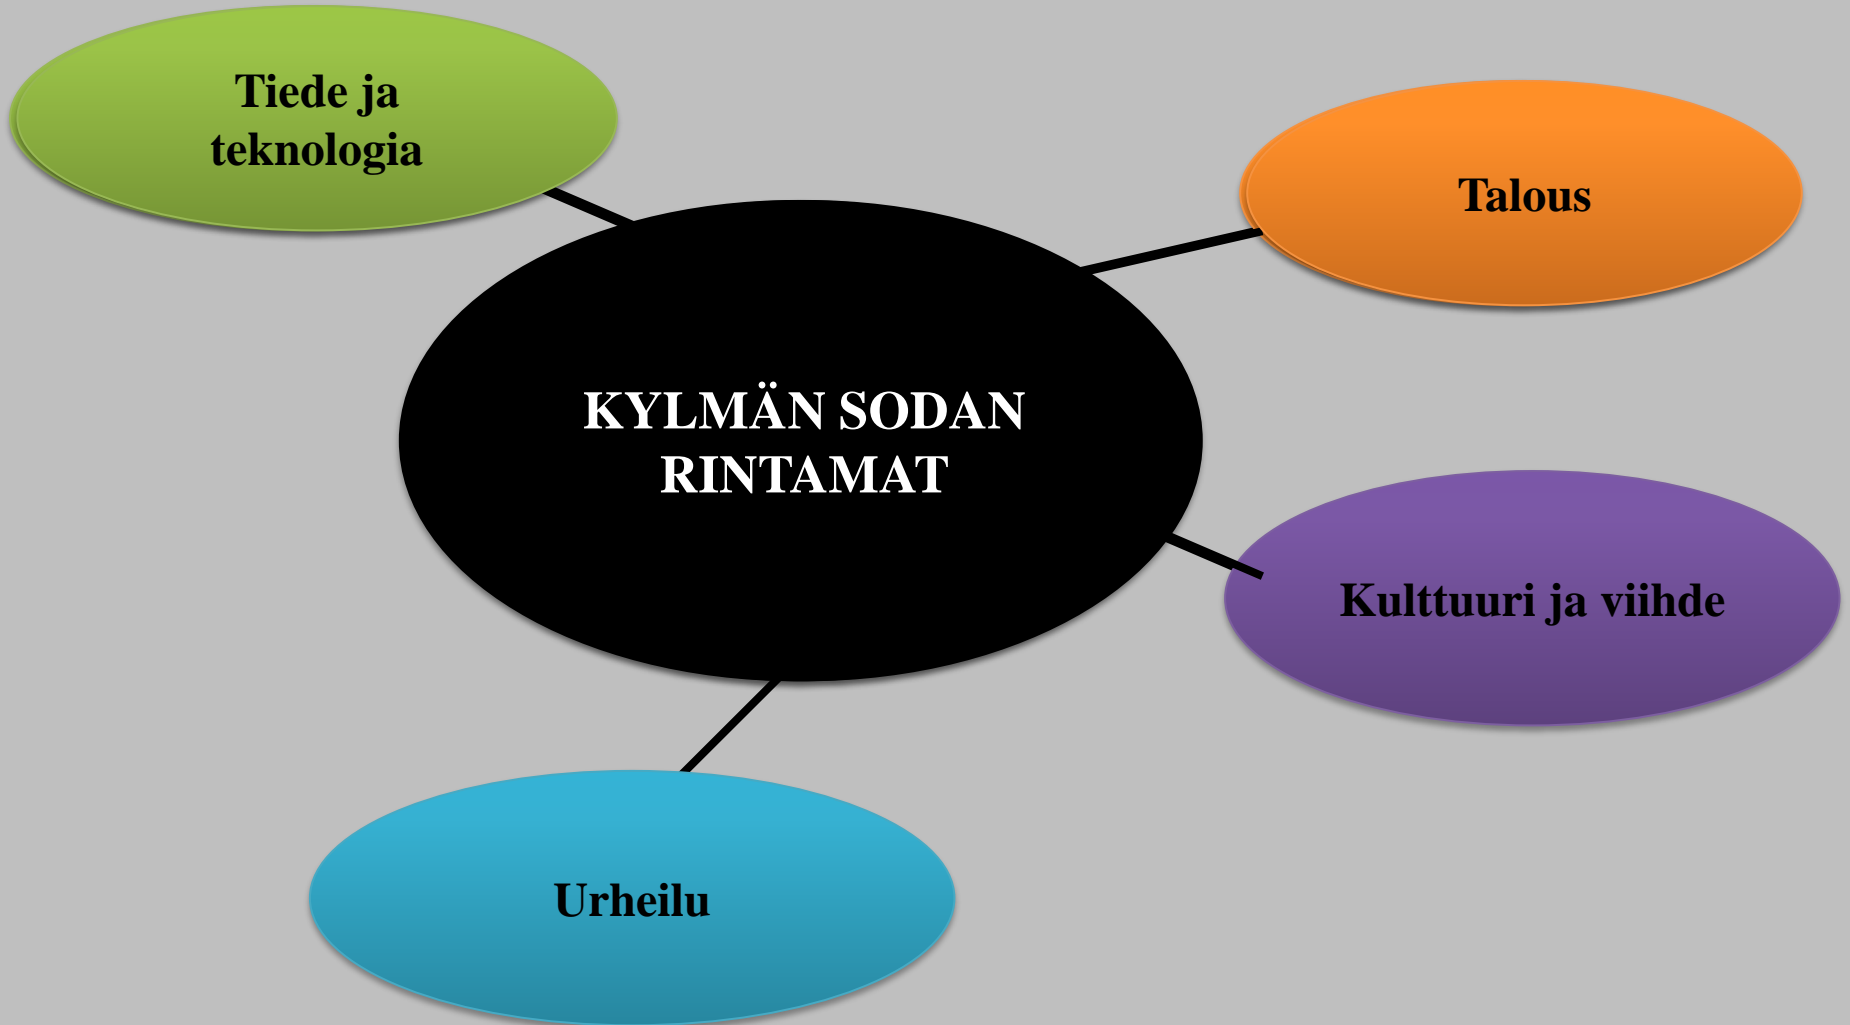 Tiede ja
teknologia
Talous
KYLMÄN SODAN
RINTAMAT
Kulttuuri ja viihde
Urheilu